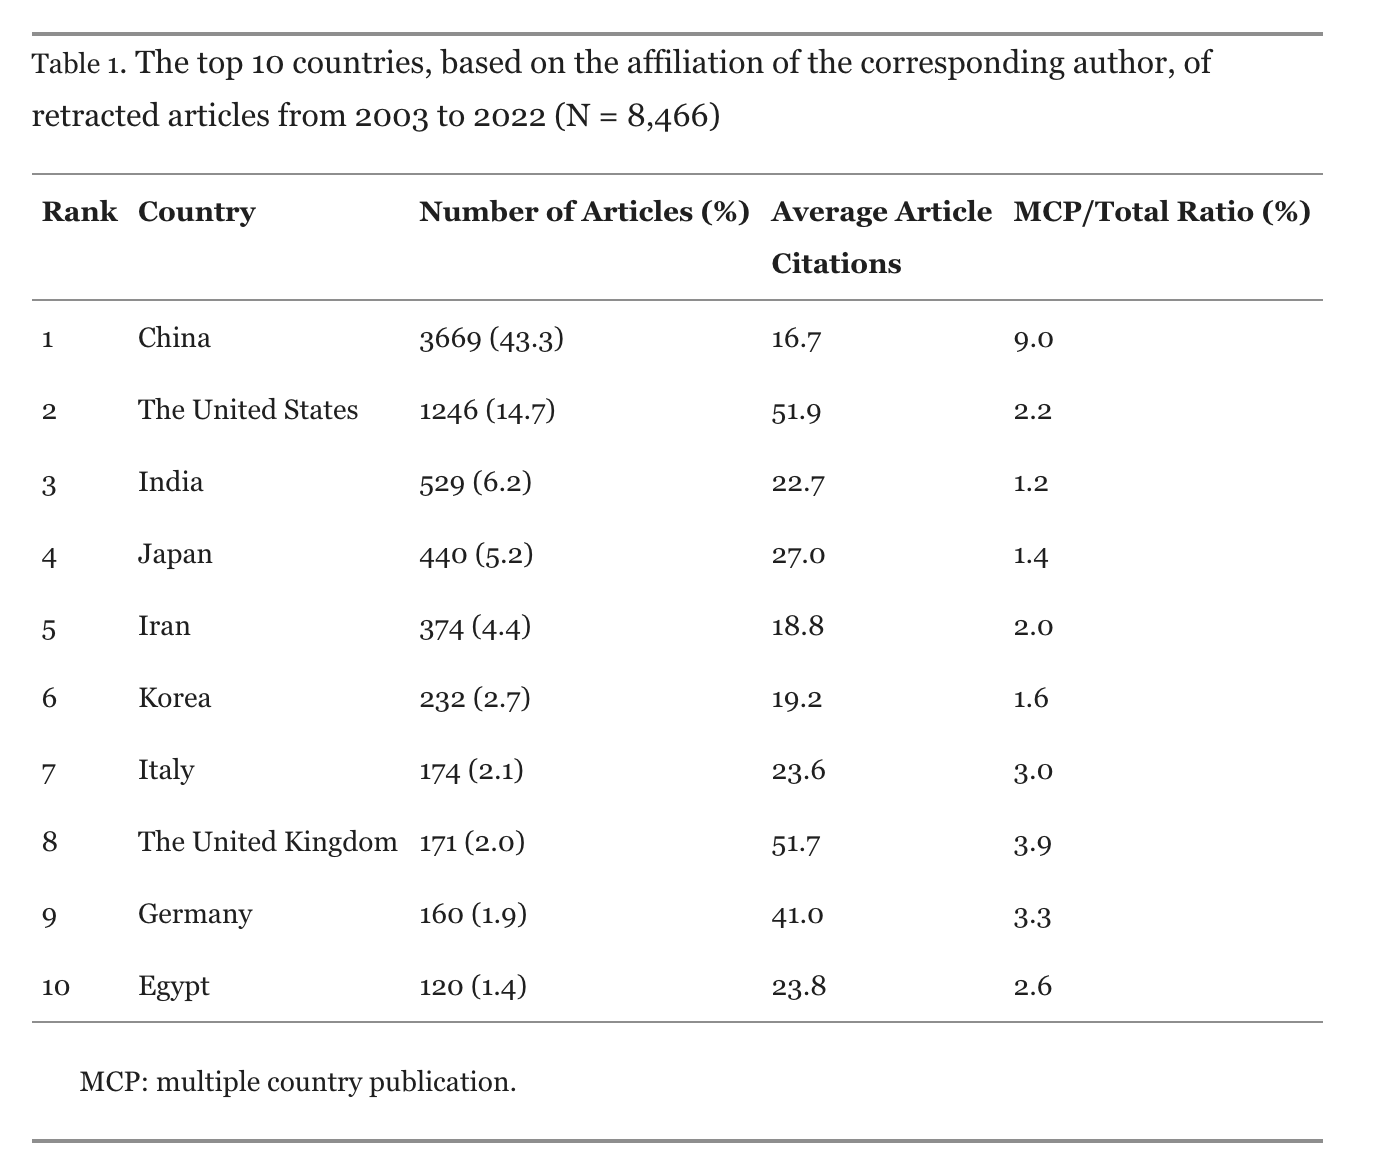 Table 1. The top 10 countries, based on the affiliation of the corresponding author, of
retracted articles from 2003 to 2022 (N = 8,466)
Rank Country Number of Articles (%) Average Article MCP/Total Ratio (%)
Citations
1 China 3669 (43.3) 16.7 9.0
2 The United States 1246 (14.7) 51.9 2.2
3 India 529 (6.2) 22.7 1.2
4 Japan 440 (5.2) 27.0 1.4
5 Iran 374 (4.4) 18.8 2.0
6 Korea 232 (2.7) 19.2 1.6
7 Italy 174 (2.1) 23.6 3.0
8 The United Kingdom 171 (2.0) 51.7 3.9
9 Germany 160 (1.9) 41.0 3.3
10 Egypt 120 (1.4) 23.8 2.6
MCP: multiple country publication.